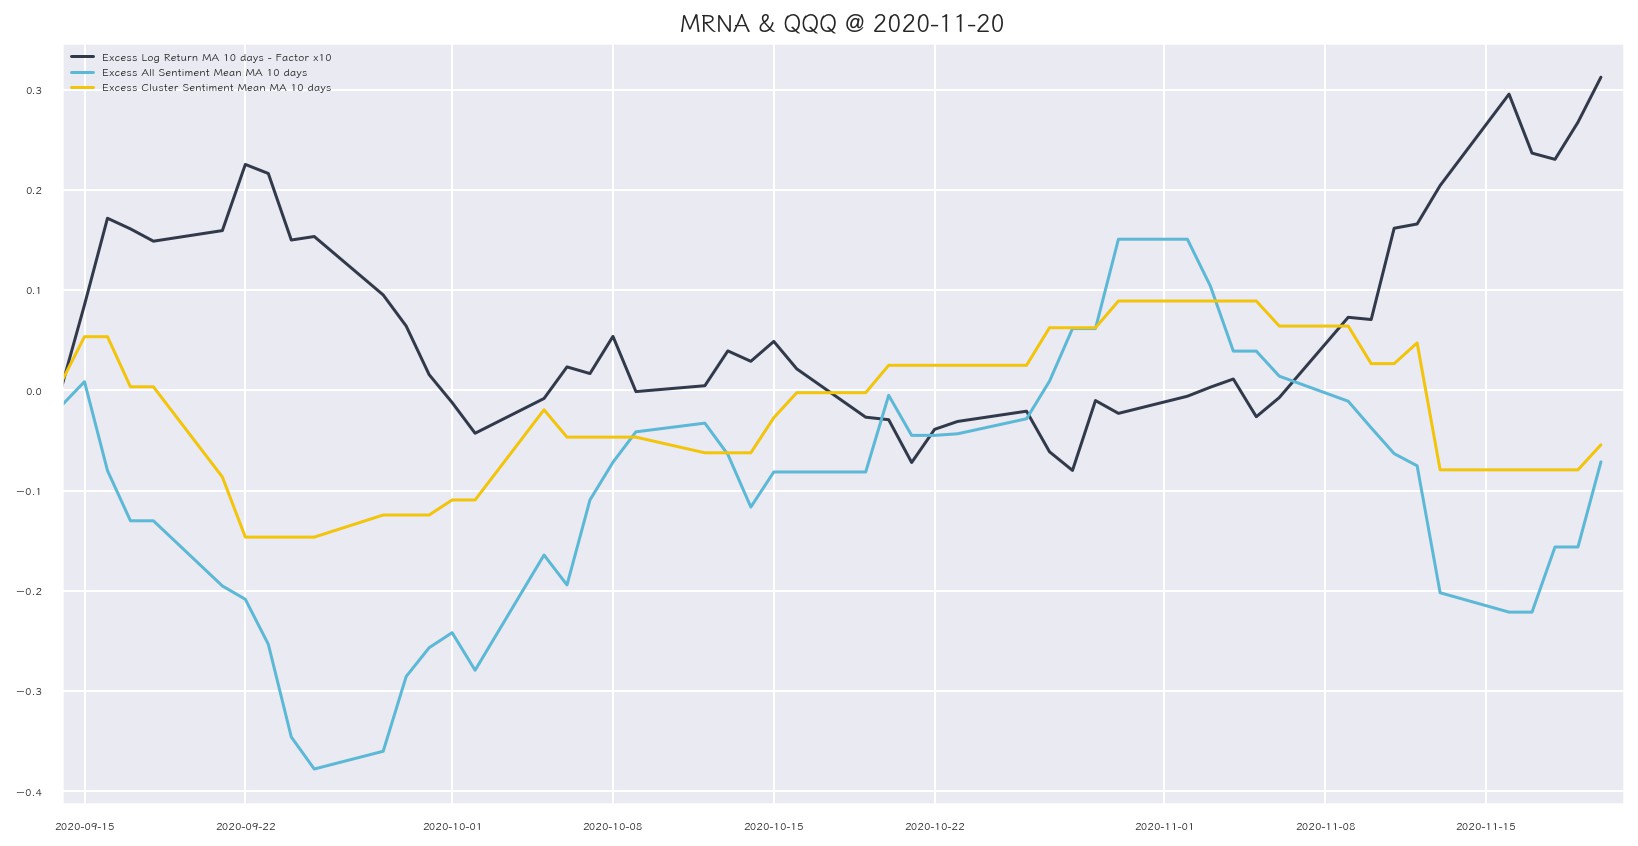 MRNA & QQQ @ 2020-11-20
Excess Log Return MA 10 days - Factor x10
Excess All Sentiment Mean MA 10 days
Excess Cluster Sentiment Mean MA 10 days
0.3
0.2
0.1
0.0
−0.1
−0.2
−0.3
−0.4
2020-09-15 2020-09-22 2020-10-01 2020-10-08 2020-10-15 2020-10-22 2020-11-01 2020-11-08 2020-11-15